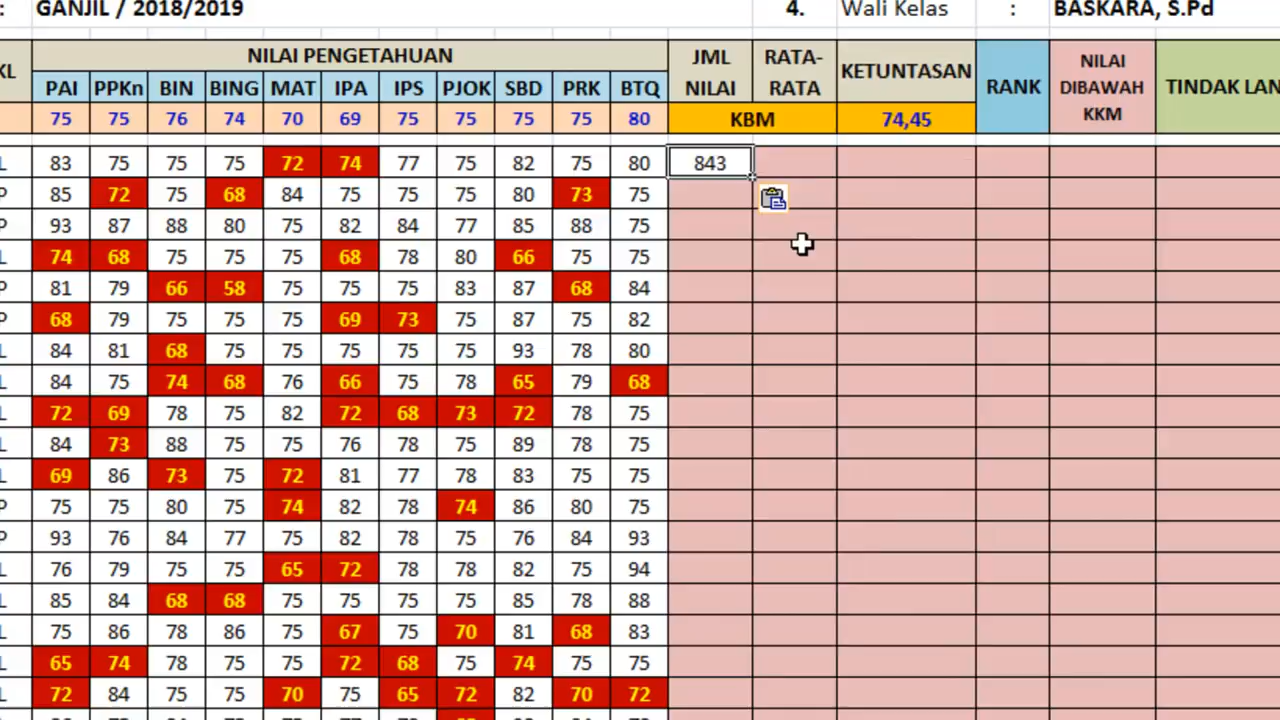 : GANJIL / 2018/2019 4. Wali Kelas : BASKARA, S.Pd
NILAI PENGETAHUAN JML NILAI RATA-RATA KETUNTASAN RANK NILAI DIBAWAH KKM TINDAK LAN
KL PAI PPKn BIN BING MAT IPA IPS PJOK SBD PRK BTQ
75 75 76 74 70 69 75 75 75 75 80 KBM 74,45
L 83 75 75 75 72 74 77 75 82 75 80 843
P 85 72 75 68 84 75 75 75 80 73 75
P 93 87 88 80 75 82 84 77 85 88 75
L 74 68 75 75 75 68 78 80 66 75 75
P 81 79 66 58 75 75 75 83 87 68 84
P 68 79 75 75 75 69 73 75 87 75 82
L 84 81 68 75 75 75 75 75 93 78 80
L 84 75 74 68 76 66 75 78 65 79 68
L 72 69 78 75 82 72 68 73 72 78 75
L 84 73 88 75 75 76 78 75 89 78 75
L 69 86 73 75 72 81 77 78 83 75 75
P 75 75 80 75 74 82 78 74 86 80 75
P 93 76 84 77 75 82 78 75 76 84 93
L 76 79 75 75 65 72 78 78 82 75 94
L 85 84 68 68 75 75 75 75 85 78 88
L 75 86 78 86 75 67 75 70 81 68 83
L 65 74 78 75 75 72 68 75 74 75 75
L 72 84 75 75 70 75 65 72 82 70 72